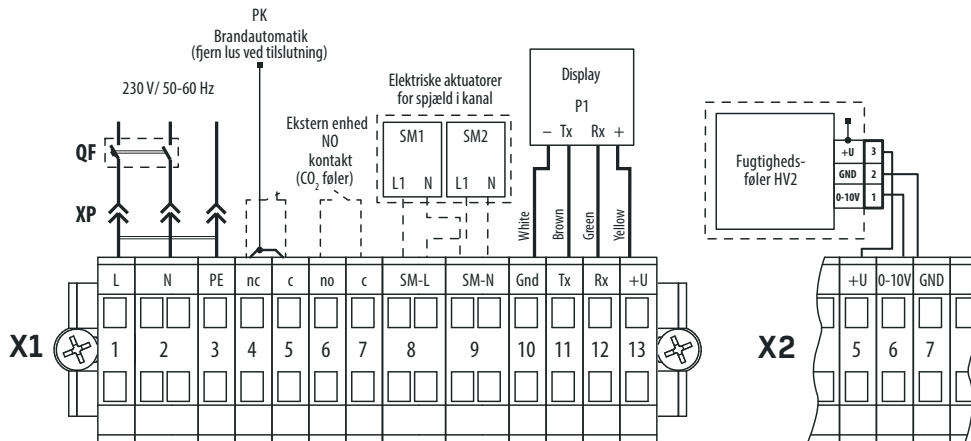 PK
Brandautomatik
(fjern lus ved tilslutning)
230 V/ 50-60 Hz
QF
XP
Ekstern enhed
NO
kontakt
(CO₂ føler)
Elektriske aktuatorer
for spjæld i kanal
SM1 SM2
L1 N L1 N
Display
P1
− Tx Rx +
White
Brown
Green
Yellow
Fugtigheds-
føler HV2
+U 3
GND 2
0-10V 1
L N PE nc c no c SM-L SM-N Gnd Tx Rx +U
X1 1 2 3 4 5 6 7 8 9 10 11 12 13
+U 0-10V GND
X2 5 6 7